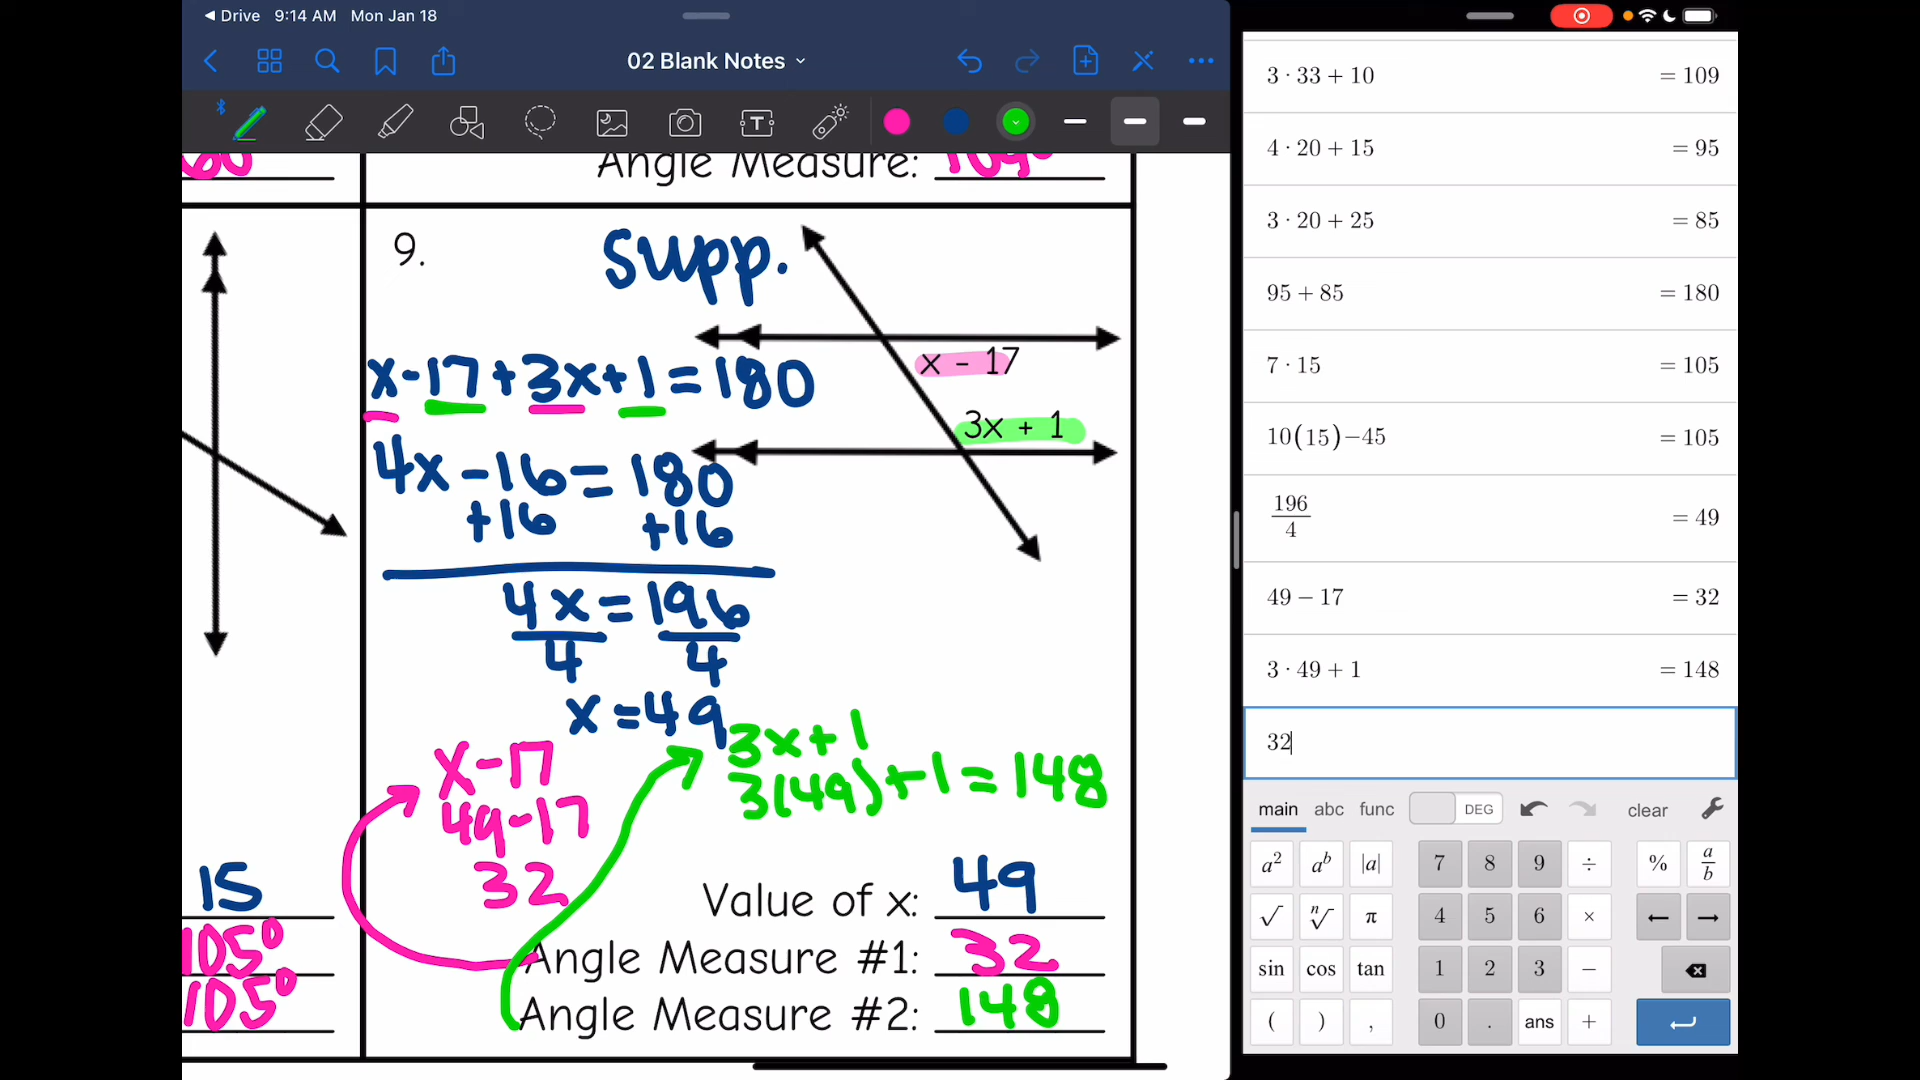 Drive 9:14 AM Mon Jan 18
02 Blank Notes
T
60
Angle Measure: 109°
9.
Supp.
x - 17
3x + 1
x-17+3x+1=180
4x-16=180
+16 +16
4x=196
4 4
x=49
x-17
49-17
32
3x+1
3(49)+1=148
15
105°
105°
Value of x: 49
Angle Measure #1: 32
Angle Measure #2: 148
3 · 33 + 10 = 109
4 · 20 + 15 = 95
3 · 20 + 25 = 85
95 + 85 = 180
7 · 15 = 105
10(15)−45 = 105
196
4
= 49
49 − 17 = 32
3 · 49 + 1 = 148
32
main abc func DEG clear
a² aᵇ |a| 7 8 9 ÷ % a/b
√ ⁿ√ π 4 5 6 × ← →
sin cos tan 1 2 3 −
( ) , 0 . ans +